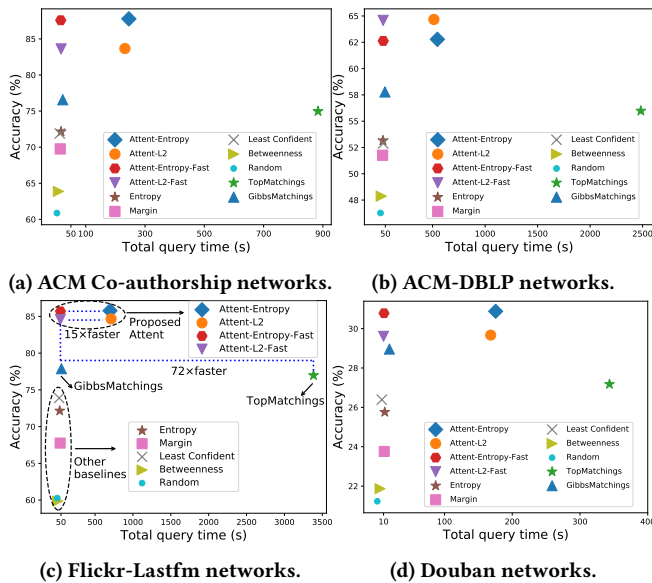 85
80
75
70
65
60
Accuracy (%)
Attent-Entropy
Attent-L2
Attent-Entropy-Fast
Attent-L2-Fast
Entropy
Margin
Least Confident
Betweenness
Random
TopMatchings
GibbsMatchings
50 100 300 500 700 900
Total query time (s)
(a) ACM Co-authorship networks.
65
62
60
58
56
52
50
48
Accuracy (%)
Attent-Entropy
Attent-L2
Attent-Entropy-Fast
Attent-L2-Fast
Entropy
Margin
Least Confident
Betweenness
Random
TopMatchings
GibbsMatchings
50 500 1000 1500 2000 2500
Total query time (s)
(b) ACM-DBLP networks.
85
80
75
70
65
60
Accuracy (%)
15×faster
Proposed
Attent
Attent-Entropy
Attent-L2
Attent-Entropy-Fast
Attent-L2-Fast
72×faster
GibbsMatchings
TopMatchings
Other
baselines
Entropy
Margin
Least Confident
Betweenness
Random
50 500 1000 1500 2000 2500 3000 3500
Total query time (s)
(c) Flickr-Lastfm networks.
30
28
26
24
22
Accuracy (%)
Attent-Entropy
Attent-L2
Attent-Entropy-Fast
Attent-L2-Fast
Entropy
Margin
Least Confident
Betweenness
Random
TopMatchings
GibbsMatchings
10 100 200 300 400
Total query time (s)
(d) Douban networks.